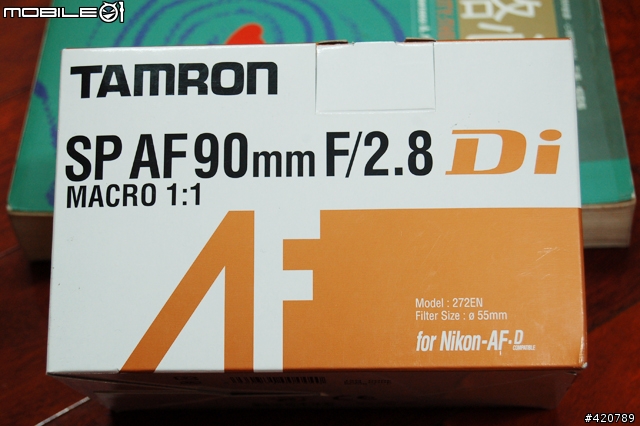 MOBILE01
TAMRON
SP AF 90mm F/2.8 Di
MACRO 1:1
AF
Model : 272EN
Filter Size : ø 55mm
for Nikon-AF-D
COMPATIBLE
#420789